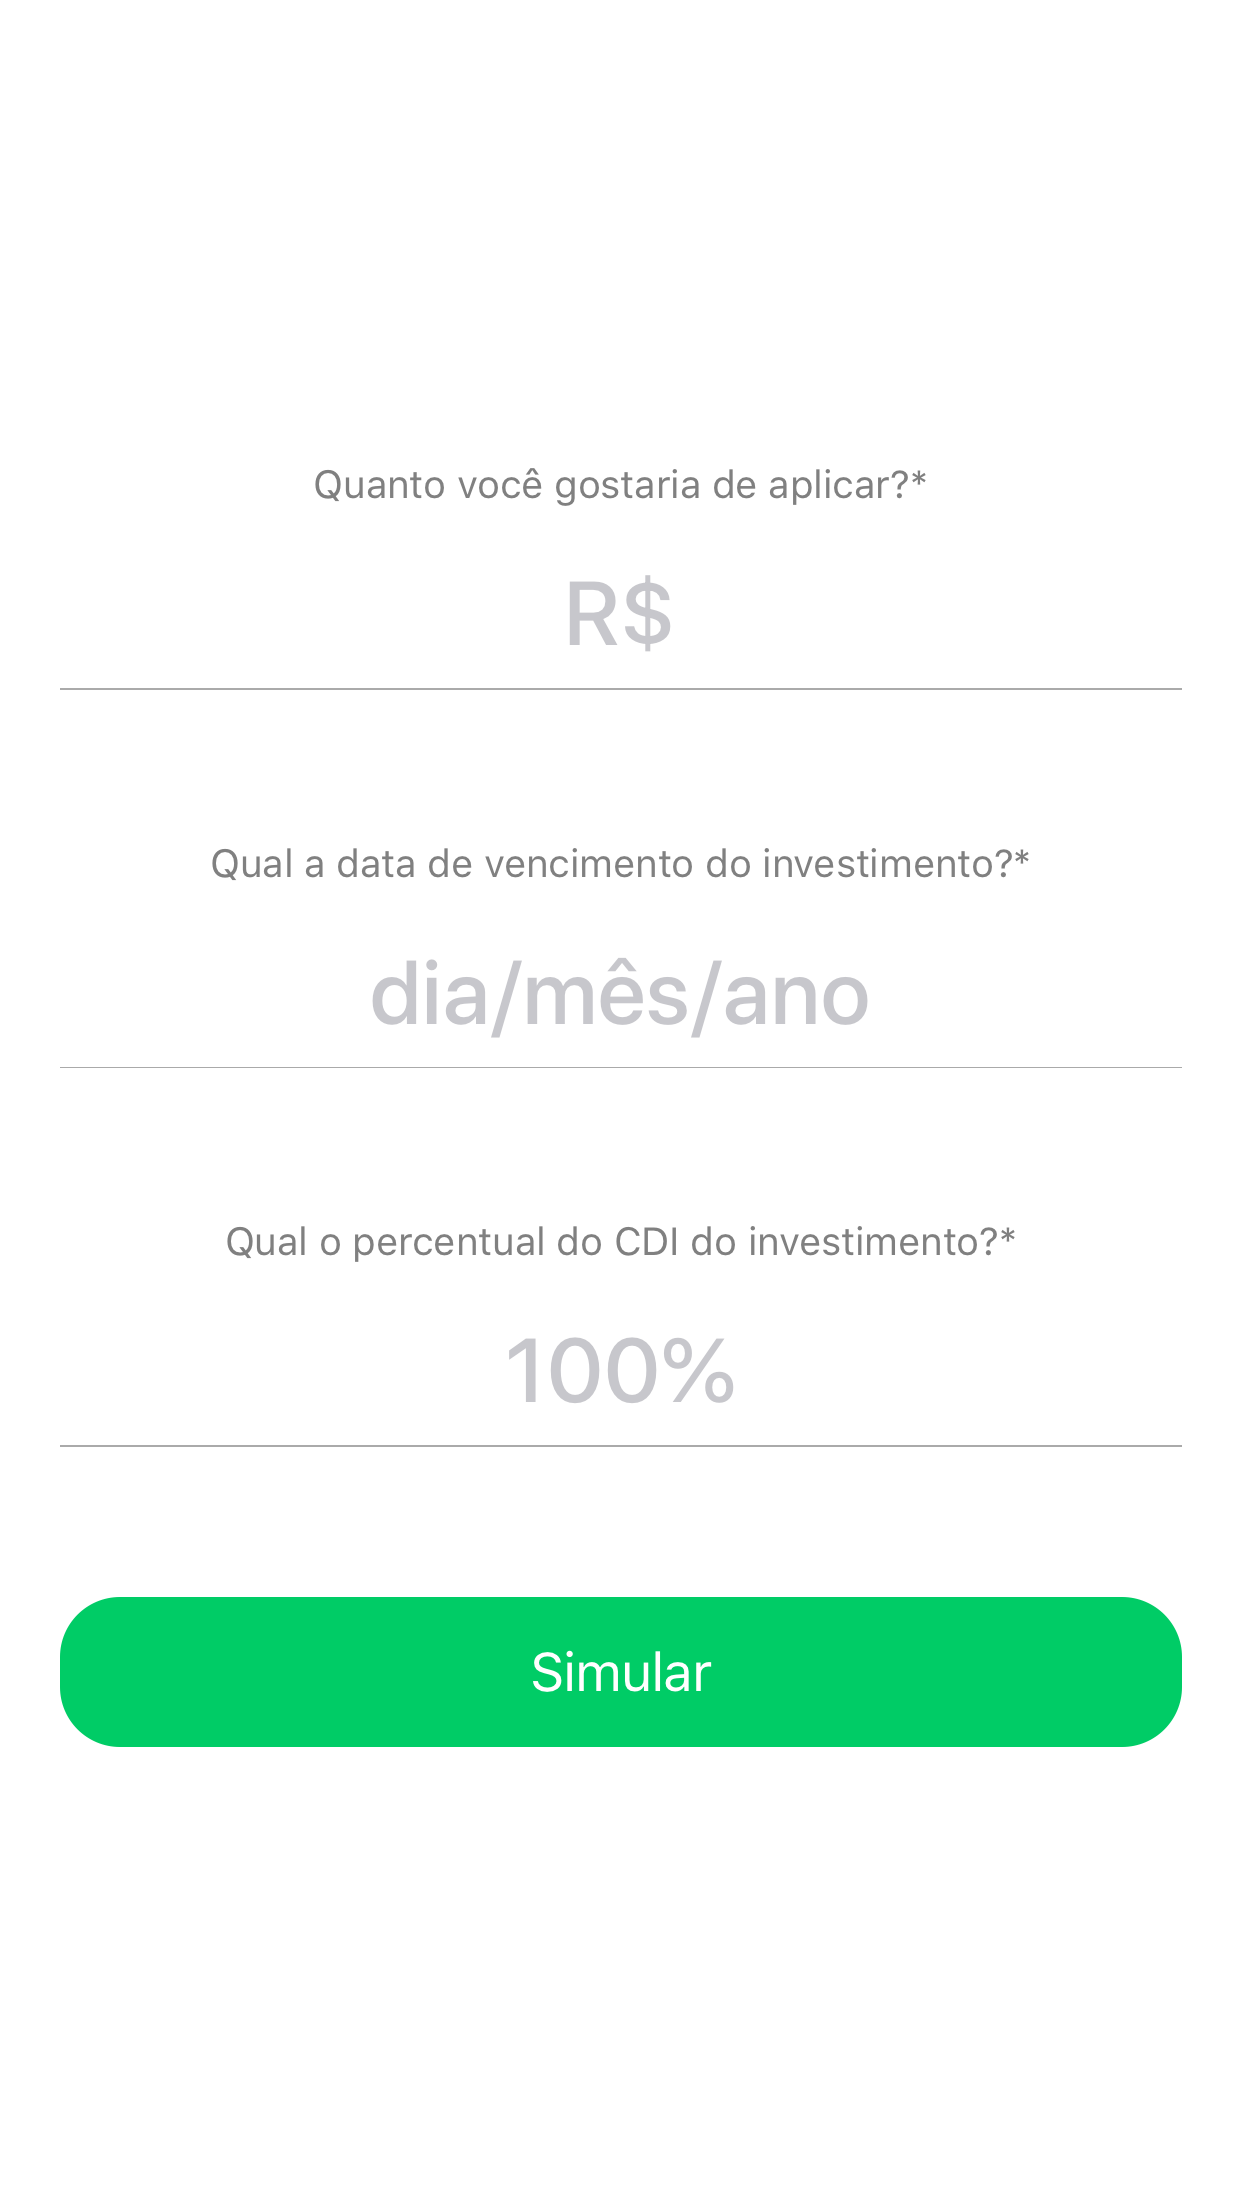 Quanto você gostaria de aplicar?*
R$
Qual a data de vencimento do investimento?*
dia/mês/ano
Qual o percentual do CDI do investimento?*
100%
Simular